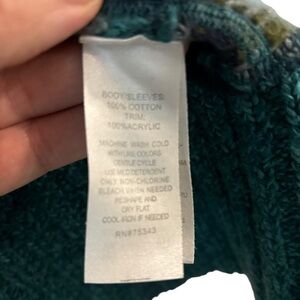 BODY/SLEEVES:
100% COTTON
TRIM:
100% ACRYLIC
MACHINE WASH COLD
WITH LIKE COLORS
GENTLE CYCLE
USE MILD DETERGENT
ONLY NON-CHLORINE
BLEACH WHEN NEEDED
RESHAPE AND
DRY FLAT
COOL IRON IF NEEDED
RN#75343